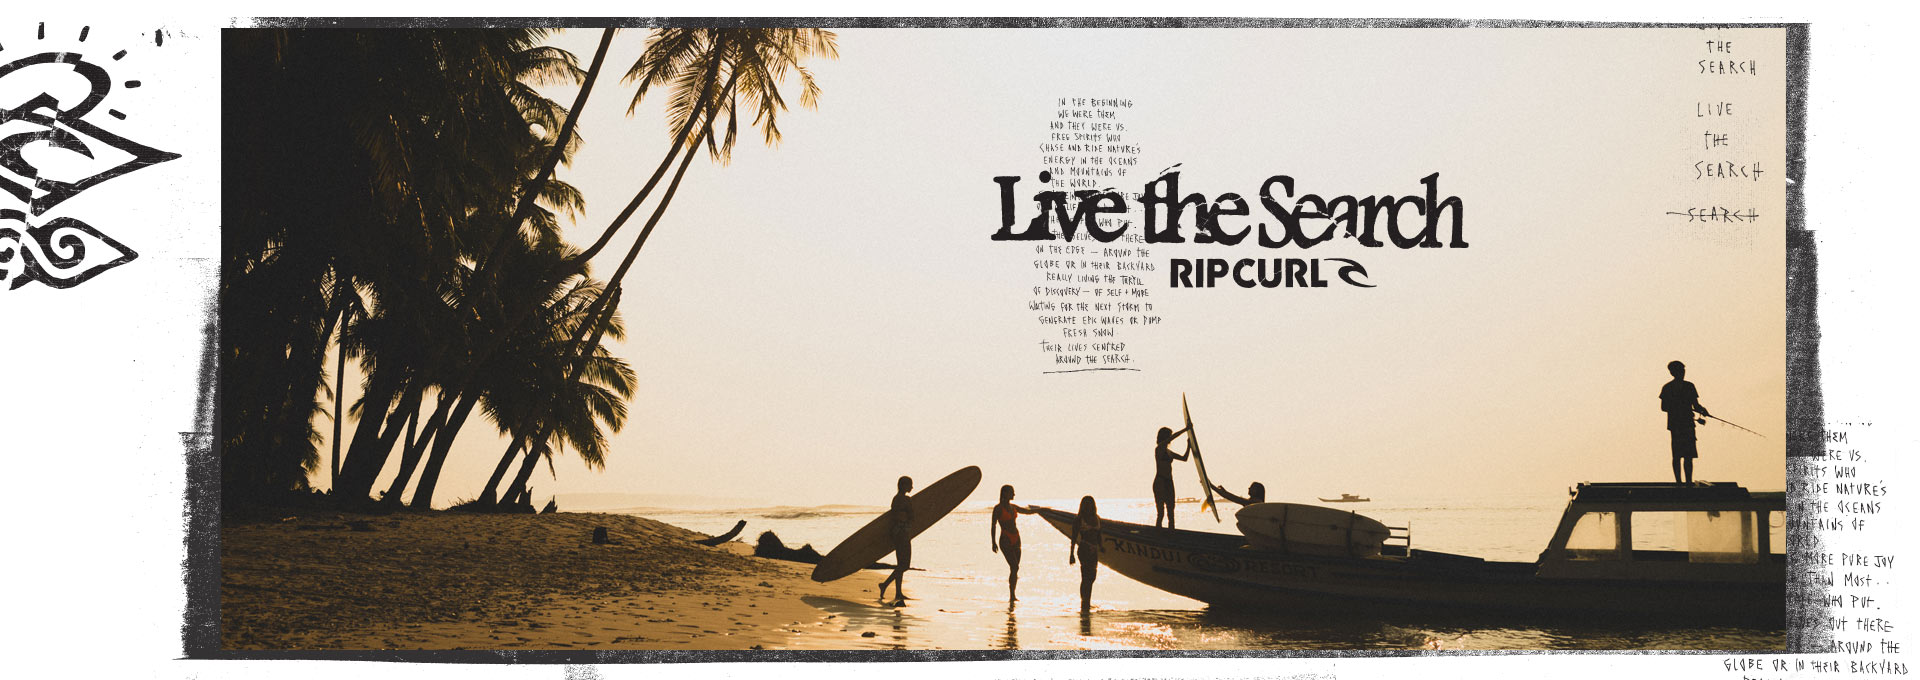 Live the Search
RIP CURL
IN THE BEGINNING
WE WERE THEM
AND THEY WERE US.
FREE SPIRITS WHO
CHASE AND RIDE NATURE'S
ENERGY IN THE OCEANS
AND MOUNTAINS OF
THE WORLD.
ON THE EDGE — AROUND THE
GLOBE OR IN THEIR BACKYARD
REALLY LIVING THE THRILL
OF DISCOVERY — OF SELF + MORE
WAITING FOR THE NEXT STORM TO
GENERATE EPIC WAVES OR DUMP
FRESH SNOW.
THEIR LIVES CENTRED
AROUND THE SEARCH.
THE
SEARCH
LIVE
THE
SEARCH
SEARCH
KANDUI RESORT
THEM
WERE US.
WHO
RIDE NATURE'S
THE OCEANS
OF
MORE PURE JOY
THAN MOST..
WHO PUT.
OUT THERE
AROUND THE
GLOBE OR IN THEIR BACKYARD